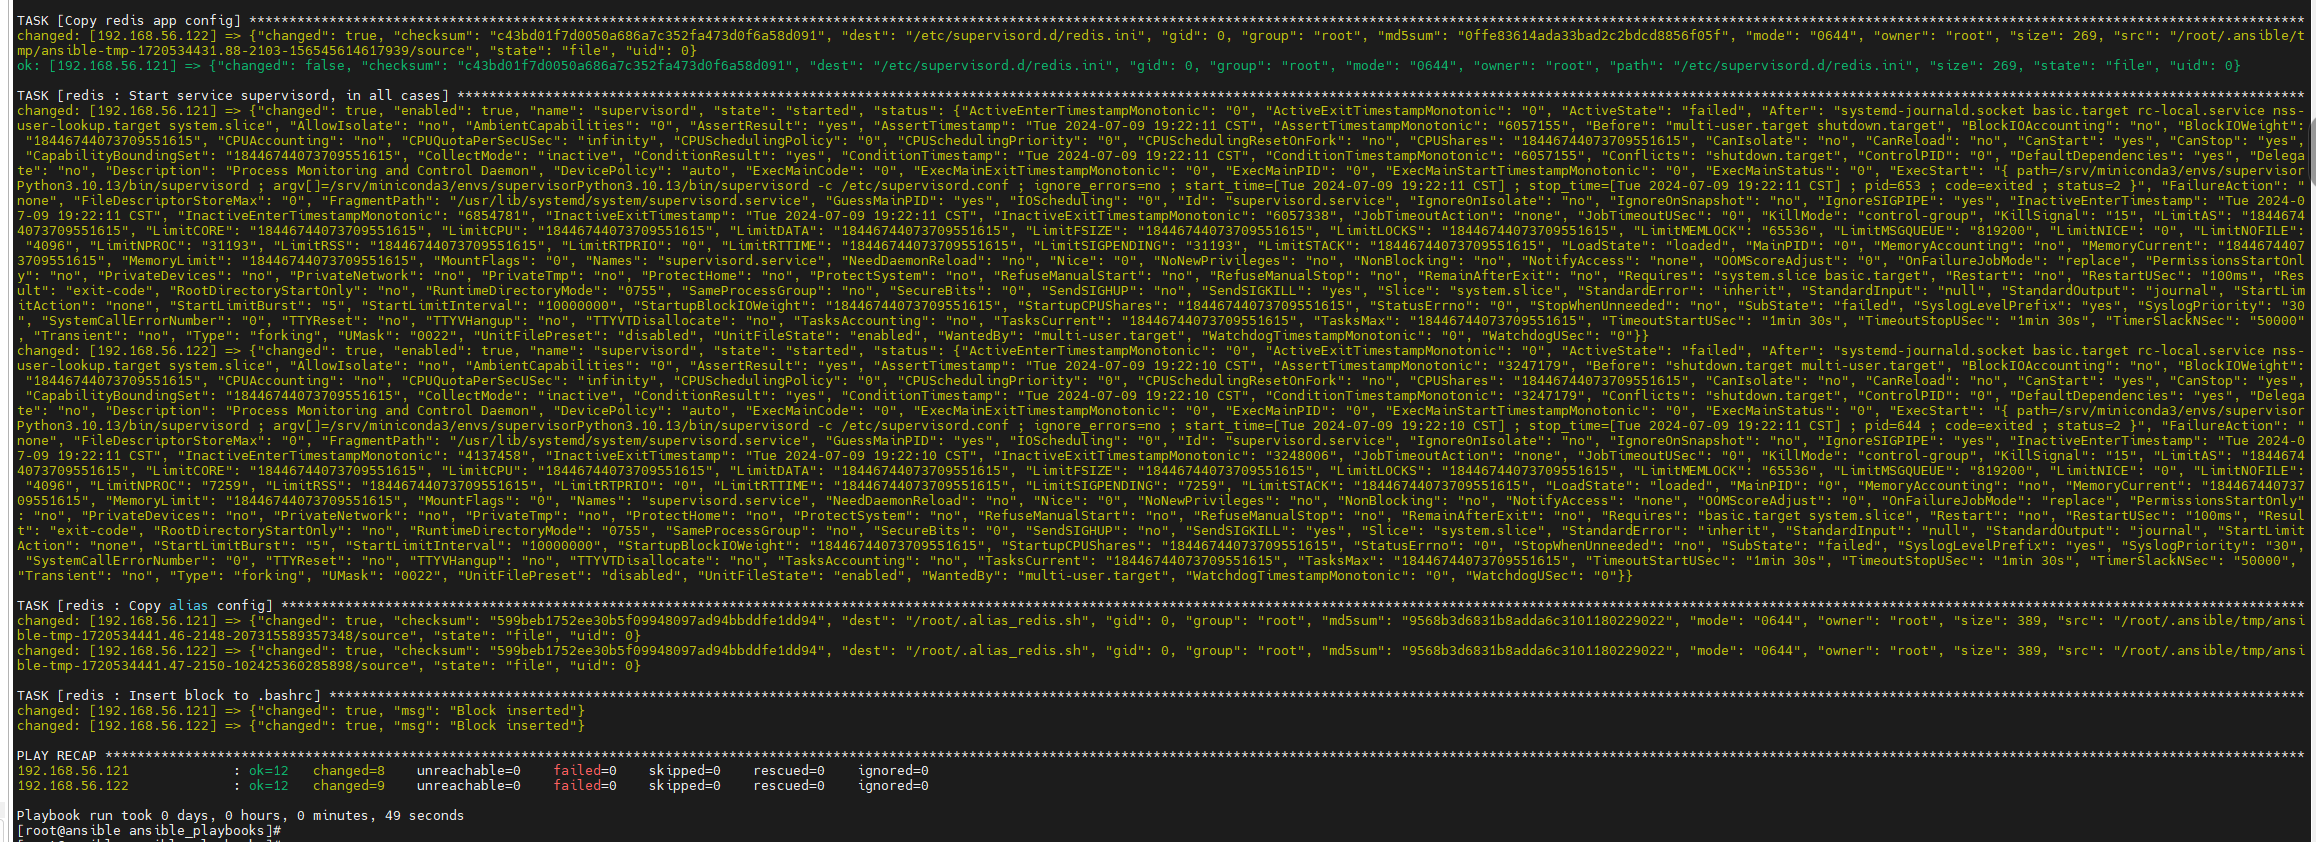 TASK [Copy redis app config] ****************************************************************************************************
changed: [192.168.56.122] => {"changed": true, "checksum": "c43bd01f7d0050a686a7c352fa473d0f6a58d091", "dest": "/etc/supervisord.d/redis.ini", "gid": 0, "group": "root", "md5sum": "0ffe83614ada33bad2c2bdcd8856f05f", "mode": "0644", "owner": "root", "size": 269, "src": "/root/.ansible/t
mp/ansible-tmp-1720534431.88-2103-156545614617939/source", "state": "file", "uid": 0}
ok: [192.168.56.121] => {"changed": false, "checksum": "c43bd01f7d0050a686a7c352fa473d0f6a58d091", "dest": "/etc/supervisord.d/redis.ini", "gid": 0, "group": "root", "mode": "0644", "owner": "root", "path": "/etc/supervisord.d/redis.ini", "size": 269, "state": "file", "uid": 0}
TASK [redis : Start service supervisord, in all cases] ****************************************************************************************************
changed: [192.168.56.121] => {"changed": true, "enabled": true, "name": "supervisord", "state": "started", "status": {"ActiveEnterTimestampMonotonic": "0", "ActiveExitTimestampMonotonic": "0", "ActiveState": "failed", "After": "systemd-journald.socket basic.target rc-local.service nss-
user-lookup.target system.slice", "AllowIsolate": "no", "AmbientCapabilities": "0", "AssertResult": "yes", "AssertTimestamp": "Tue 2024-07-09 19:22:11 CST", "AssertTimestampMonotonic": "6057155", "Before": "multi-user.target shutdown.target", "BlockIOAccounting": "no", "BlockIOWeight":
"18446744073709551615", "CPUAccounting": "no", "CPUQuotaPerSecUSec": "infinity", "CPUSchedulingPolicy": "0", "CPUSchedulingPriority": "0", "CPUSchedulingResetOnFork": "no", "CPUShares": "18446744073709551615", "CanIsolate": "no", "CanReload": "no", "CanStart": "yes", "CanStop": "yes",
"CapabilityBoundingSet": "18446744073709551615", "CollectMode": "inactive", "ConditionResult": "yes", "ConditionTimestamp": "Tue 2024-07-09 19:22:11 CST", "ConditionTimestampMonotonic": "6057155", "Conflicts": "shutdown.target", "ControlPID": "0", "DefaultDependencies": "yes", "Delega
te": "no", "Description": "Process Monitoring and Control Daemon", "DevicePolicy": "auto", "ExecMainCode": "0", "ExecMainExitTimestampMonotonic": "0", "ExecMainPID": "0", "ExecMainStartTimestampMonotonic": "0", "ExecMainStatus": "0", "ExecStart": "{ path=/srv/miniconda3/envs/supervisor
Python3.10.13/bin/supervisord ; argv[]=/srv/miniconda3/envs/supervisorPython3.10.13/bin/supervisord -c /etc/supervisord.conf ; ignore_errors=no ; start_time=[Tue 2024-07-09 19:22:11 CST] ; stop_time=[Tue 2024-07-09 19:22:11 CST] ; pid=653 ; code=exited ; status=2 }", "FailureAction": "
none", "FileDescriptorStoreMax": "0", "FragmentPath": "/usr/lib/systemd/system/supervisord.service", "GuessMainPID": "yes", "IOScheduling": "0", "Id": "supervisord.service", "IgnoreOnIsolate": "no", "IgnoreOnSnapshot": "no", "IgnoreSIGPIPE": "yes", "InactiveEnterTimestamp": "Tue 2024-0
7-09 19:22:11 CST", "InactiveEnterTimestampMonotonic": "6854781", "InactiveExitTimestamp": "Tue 2024-07-09 19:22:11 CST", "InactiveExitTimestampMonotonic": "6057338", "JobTimeoutAction": "none", "JobTimeoutUSec": "0", "KillMode": "control-group", "KillSignal": "15", "LimitAS": "1844674
4073709551615", "LimitCORE": "18446744073709551615", "LimitCPU": "18446744073709551615", "LimitDATA": "18446744073709551615", "LimitFSIZE": "18446744073709551615", "LimitLOCKS": "18446744073709551615", "LimitMEMLOCK": "65536", "LimitMSGQUEUE": "819200", "LimitNICE": "0", "LimitNOFILE":
"4096", "LimitNPROC": "31193", "LimitRSS": "18446744073709551615", "LimitRTPRIO": "0", "LimitRTTIME": "18446744073709551615", "LimitSIGPENDING": "31193", "LimitSTACK": "18446744073709551615", "LoadState": "loaded", "MainPID": "0", "MemoryAccounting": "no", "MemoryCurrent": "1844674407
3709551615", "MemoryLimit": "18446744073709551615", "MountFlags": "0", "Names": "supervisord.service", "NeedDaemonReload": "no", "Nice": "0", "NoNewPrivileges": "no", "NonBlocking": "no", "NotifyAccess": "none", "OOMScoreAdjust": "0", "OnFailureJobMode": "replace", "PermissionsStartOnl
y": "no", "PrivateDevices": "no", "PrivateNetwork": "no", "PrivateTmp": "no", "ProtectHome": "no", "ProtectSystem": "no", "RefuseManualStart": "no", "RefuseManualStop": "no", "RemainAfterExit": "no", "Requires": "system.slice basic.target", "Restart": "no", "RestartUSec": "100ms", "Res
ult": "exit-code", "RootDirectoryStartOnly": "no", "RuntimeDirectoryMode": "0755", "SameProcessGroup": "no", "SecureBits": "0", "SendSIGHUP": "no", "SendSIGKILL": "yes", "Slice": "system.slice", "StandardError": "inherit", "StandardInput": "null", "StandardOutput": "journal", "StartLim
itAction": "none", "StartLimitBurst": "5", "StartLimitInterval": "10000000", "StartupBlockIOWeight": "18446744073709551615", "StartupCPUShares": "18446744073709551615", "StatusErrno": "0", "StopWhenUnneeded": "no", "SubState": "failed", "SyslogLevelPrefix": "yes", "SyslogPriority": "30
", "SystemCallErrorNumber": "0", "TTYReset": "no", "TTYVHangup": "no", "TTYVTDisallocate": "no", "TasksAccounting": "no", "TasksCurrent": "18446744073709551615", "TasksMax": "18446744073709551615", "TimeoutStartUSec": "1min 30s", "TimeoutStopUSec": "1min 30s", "TimerSlackNSec": "50000"
, "Transient": "no", "Type": "forking", "UMask": "0022", "UnitFilePreset": "disabled", "UnitFileState": "enabled", "WantedBy": "multi-user.target", "WatchdogTimestampMonotonic": "0", "WatchdogUSec": "0"}}
changed: [192.168.56.122] => {"changed": true, "enabled": true, "name": "supervisord", "state": "started", "status": {"ActiveEnterTimestampMonotonic": "0", "ActiveExitTimestampMonotonic": "0", "ActiveState": "failed", "After": "systemd-journald.socket basic.target rc-local.service nss-
user-lookup.target system.slice", "AllowIsolate": "no", "AmbientCapabilities": "0", "AssertResult": "yes", "AssertTimestamp": "Tue 2024-07-09 19:22:10 CST", "AssertTimestampMonotonic": "3247179", "Before": "shutdown.target multi-user.target", "BlockIOAccounting": "no", "BlockIOWeight":
"18446744073709551615", "CPUAccounting": "no", "CPUQuotaPerSecUSec": "infinity", "CPUSchedulingPolicy": "0", "CPUSchedulingPriority": "0", "CPUSchedulingResetOnFork": "no", "CPUShares": "18446744073709551615", "CanIsolate": "no", "CanReload": "no", "CanStart": "yes", "CanStop": "yes",
"CapabilityBoundingSet": "18446744073709551615", "CollectMode": "inactive", "ConditionResult": "yes", "ConditionTimestamp": "Tue 2024-07-09 19:22:10 CST", "ConditionTimestampMonotonic": "3247179", "Conflicts": "shutdown.target", "ControlPID": "0", "DefaultDependencies": "yes", "Delega
te": "no", "Description": "Process Monitoring and Control Daemon", "DevicePolicy": "auto", "ExecMainCode": "0", "ExecMainExitTimestampMonotonic": "0", "ExecMainPID": "0", "ExecMainStartTimestampMonotonic": "0", "ExecMainStatus": "0", "ExecStart": "{ path=/srv/miniconda3/envs/supervisor
Python3.10.13/bin/supervisord ; argv[]=/srv/miniconda3/envs/supervisorPython3.10.13/bin/supervisord -c /etc/supervisord.conf ; ignore_errors=no ; start_time=[Tue 2024-07-09 19:22:10 CST] ; stop_time=[Tue 2024-07-09 19:22:11 CST] ; pid=644 ; code=exited ; status=2 }", "FailureAction": "
none", "FileDescriptorStoreMax": "0", "FragmentPath": "/usr/lib/systemd/system/supervisord.service", "GuessMainPID": "yes", "IOScheduling": "0", "Id": "supervisord.service", "IgnoreOnIsolate": "no", "IgnoreOnSnapshot": "no", "IgnoreSIGPIPE": "yes", "InactiveEnterTimestamp": "Tue 2024-0
7-09 19:22:11 CST", "InactiveEnterTimestampMonotonic": "4137458", "InactiveExitTimestamp": "Tue 2024-07-09 19:22:10 CST", "InactiveExitTimestampMonotonic": "3248006", "JobTimeoutAction": "none", "JobTimeoutUSec": "0", "KillMode": "control-group", "KillSignal": "15", "LimitAS": "1844674
4073709551615", "LimitCORE": "18446744073709551615", "LimitCPU": "18446744073709551615", "LimitDATA": "18446744073709551615", "LimitFSIZE": "18446744073709551615", "LimitLOCKS": "18446744073709551615", "LimitMEMLOCK": "65536", "LimitMSGQUEUE": "819200", "LimitNICE": "0", "LimitNOFILE":
"4096", "LimitNPROC": "7259", "LimitRSS": "18446744073709551615", "LimitRTPRIO": "0", "LimitRTTIME": "18446744073709551615", "LimitSIGPENDING": "7259", "LimitSTACK": "18446744073709551615", "LoadState": "loaded", "MainPID": "0", "MemoryAccounting": "no", "MemoryCurrent": "184467440737
09551615", "MemoryLimit": "18446744073709551615", "MountFlags": "0", "Names": "supervisord.service", "NeedDaemonReload": "no", "Nice": "0", "NoNewPrivileges": "no", "NonBlocking": "no", "NotifyAccess": "none", "OOMScoreAdjust": "0", "OnFailureJobMode": "replace", "PermissionsStartOnly"
: "no", "PrivateDevices": "no", "PrivateNetwork": "no", "PrivateTmp": "no", "ProtectHome": "no", "ProtectSystem": "no", "RefuseManualStart": "no", "RefuseManualStop": "no", "RemainAfterExit": "no", "Requires": "basic.target system.slice", "Restart": "no", "RestartUSec": "100ms", "Resul
t": "exit-code", "RootDirectoryStartOnly": "no", "RuntimeDirectoryMode": "0755", "SameProcessGroup": "no", "SecureBits": "0", "SendSIGHUP": "no", "SendSIGKILL": "yes", "Slice": "system.slice", "StandardError": "inherit", "StandardInput": "null", "StandardOutput": "journal", "StartLimit
Action": "none", "StartLimitBurst": "5", "StartLimitInterval": "10000000", "StartupBlockIOWeight": "18446744073709551615", "StartupCPUShares": "18446744073709551615", "StatusErrno": "0", "StopWhenUnneeded": "no", "SubState": "failed", "SyslogLevelPrefix": "yes", "SyslogPriority": "30",
"SystemCallErrorNumber": "0", "TTYReset": "no", "TTYVHangup": "no", "TTYVTDisallocate": "no", "TasksAccounting": "no", "TasksCurrent": "18446744073709551615", "TasksMax": "18446744073709551615", "TimeoutStartUSec": "1min 30s", "TimeoutStopUSec": "1min 30s", "TimerSlackNSec": "50000",
"Transient": "no", "Type": "forking", "UMask": "0022", "UnitFilePreset": "disabled", "UnitFileState": "enabled", "WantedBy": "multi-user.target", "WatchdogTimestampMonotonic": "0", "WatchdogUSec": "0"}}
TASK [redis : Copy alias config] ****************************************************************************************************
changed: [192.168.56.121] => {"changed": true, "checksum": "599beb1752ee30b5f09948097ad94bbddfe1dd94", "dest": "/root/.alias_redis.sh", "gid": 0, "group": "root", "md5sum": "9568b3d6831b8adda6c3101180229022", "mode": "0644", "owner": "root", "size": 389, "src": "/root/.ansible/tmp/ansi
ble-tmp-1720534441.46-2148-207315589357348/source", "state": "file", "uid": 0}
changed: [192.168.56.122] => {"changed": true, "checksum": "599beb1752ee30b5f09948097ad94bbddfe1dd94", "dest": "/root/.alias_redis.sh", "gid": 0, "group": "root", "md5sum": "9568b3d6831b8adda6c3101180229022", "mode": "0644", "owner": "root", "size": 389, "src": "/root/.ansible/tmp/ansi
ble-tmp-1720534441.47-2150-102425360285898/source", "state": "file", "uid": 0}
TASK [redis : Insert block to .bashrc] ****************************************************************************************************
changed: [192.168.56.121] => {"changed": true, "msg": "Block inserted"}
changed: [192.168.56.122] => {"changed": true, "msg": "Block inserted"}
PLAY RECAP ****************************************************************************************************
192.168.56.121 : ok=12 changed=8 unreachable=0 failed=0 skipped=0 rescued=0 ignored=0
192.168.56.122 : ok=12 changed=9 unreachable=0 failed=0 skipped=0 rescued=0 ignored=0
Playbook run took 0 days, 0 hours, 0 minutes, 49 seconds
[root@ansible ansible_playbooks]#